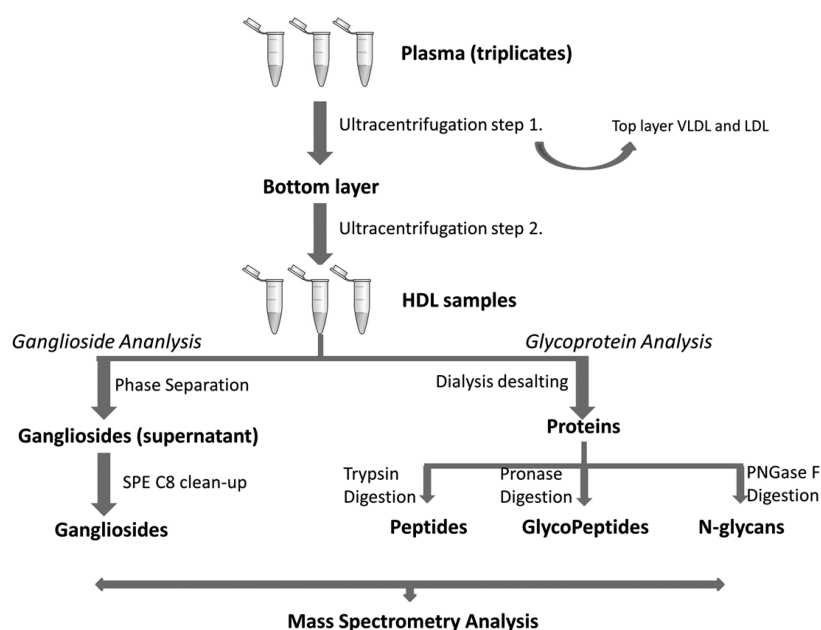 Plasma (triplicates)
Ultracentrifugation step 1.
Top layer VLDL and LDL
Bottom layer
Ultracentrifugation step 2.
HDL samples
Ganglioside Ananlysis
Glycoprotein Analysis
Phase Separation
Dialysis desalting
Gangliosides (supernatant)
Proteins
SPE C8 clean-up
Trypsin
Digestion
Pronase
Digestion
PNGase F
Digestion
Gangliosides
Peptides
GlycoPeptides
N-glycans
Mass Spectrometry Analysis